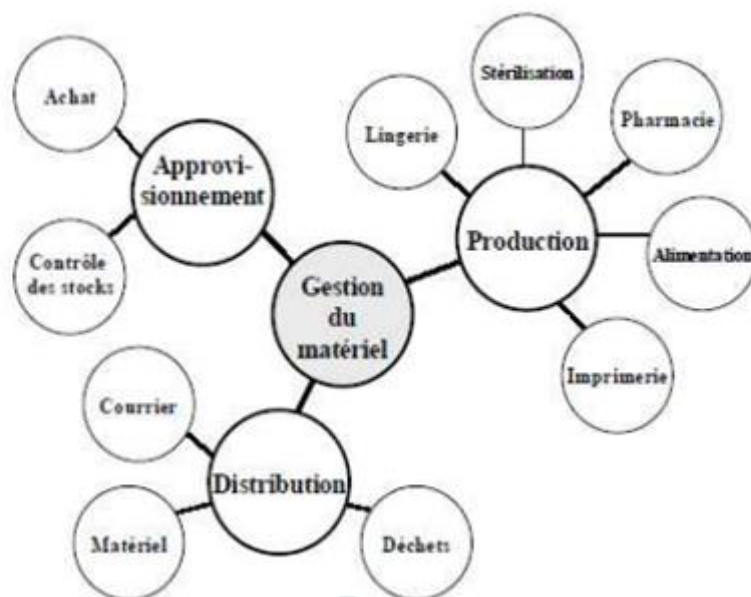 Achat
Approvi-
sionnement
Contrôle
des stocks
Stérilisation
Lingerie
Pharmacie
Production
Alimentation
Imprimerie
Gestion
du
matériel
Courrier
Distribution
Matériel
Déchets